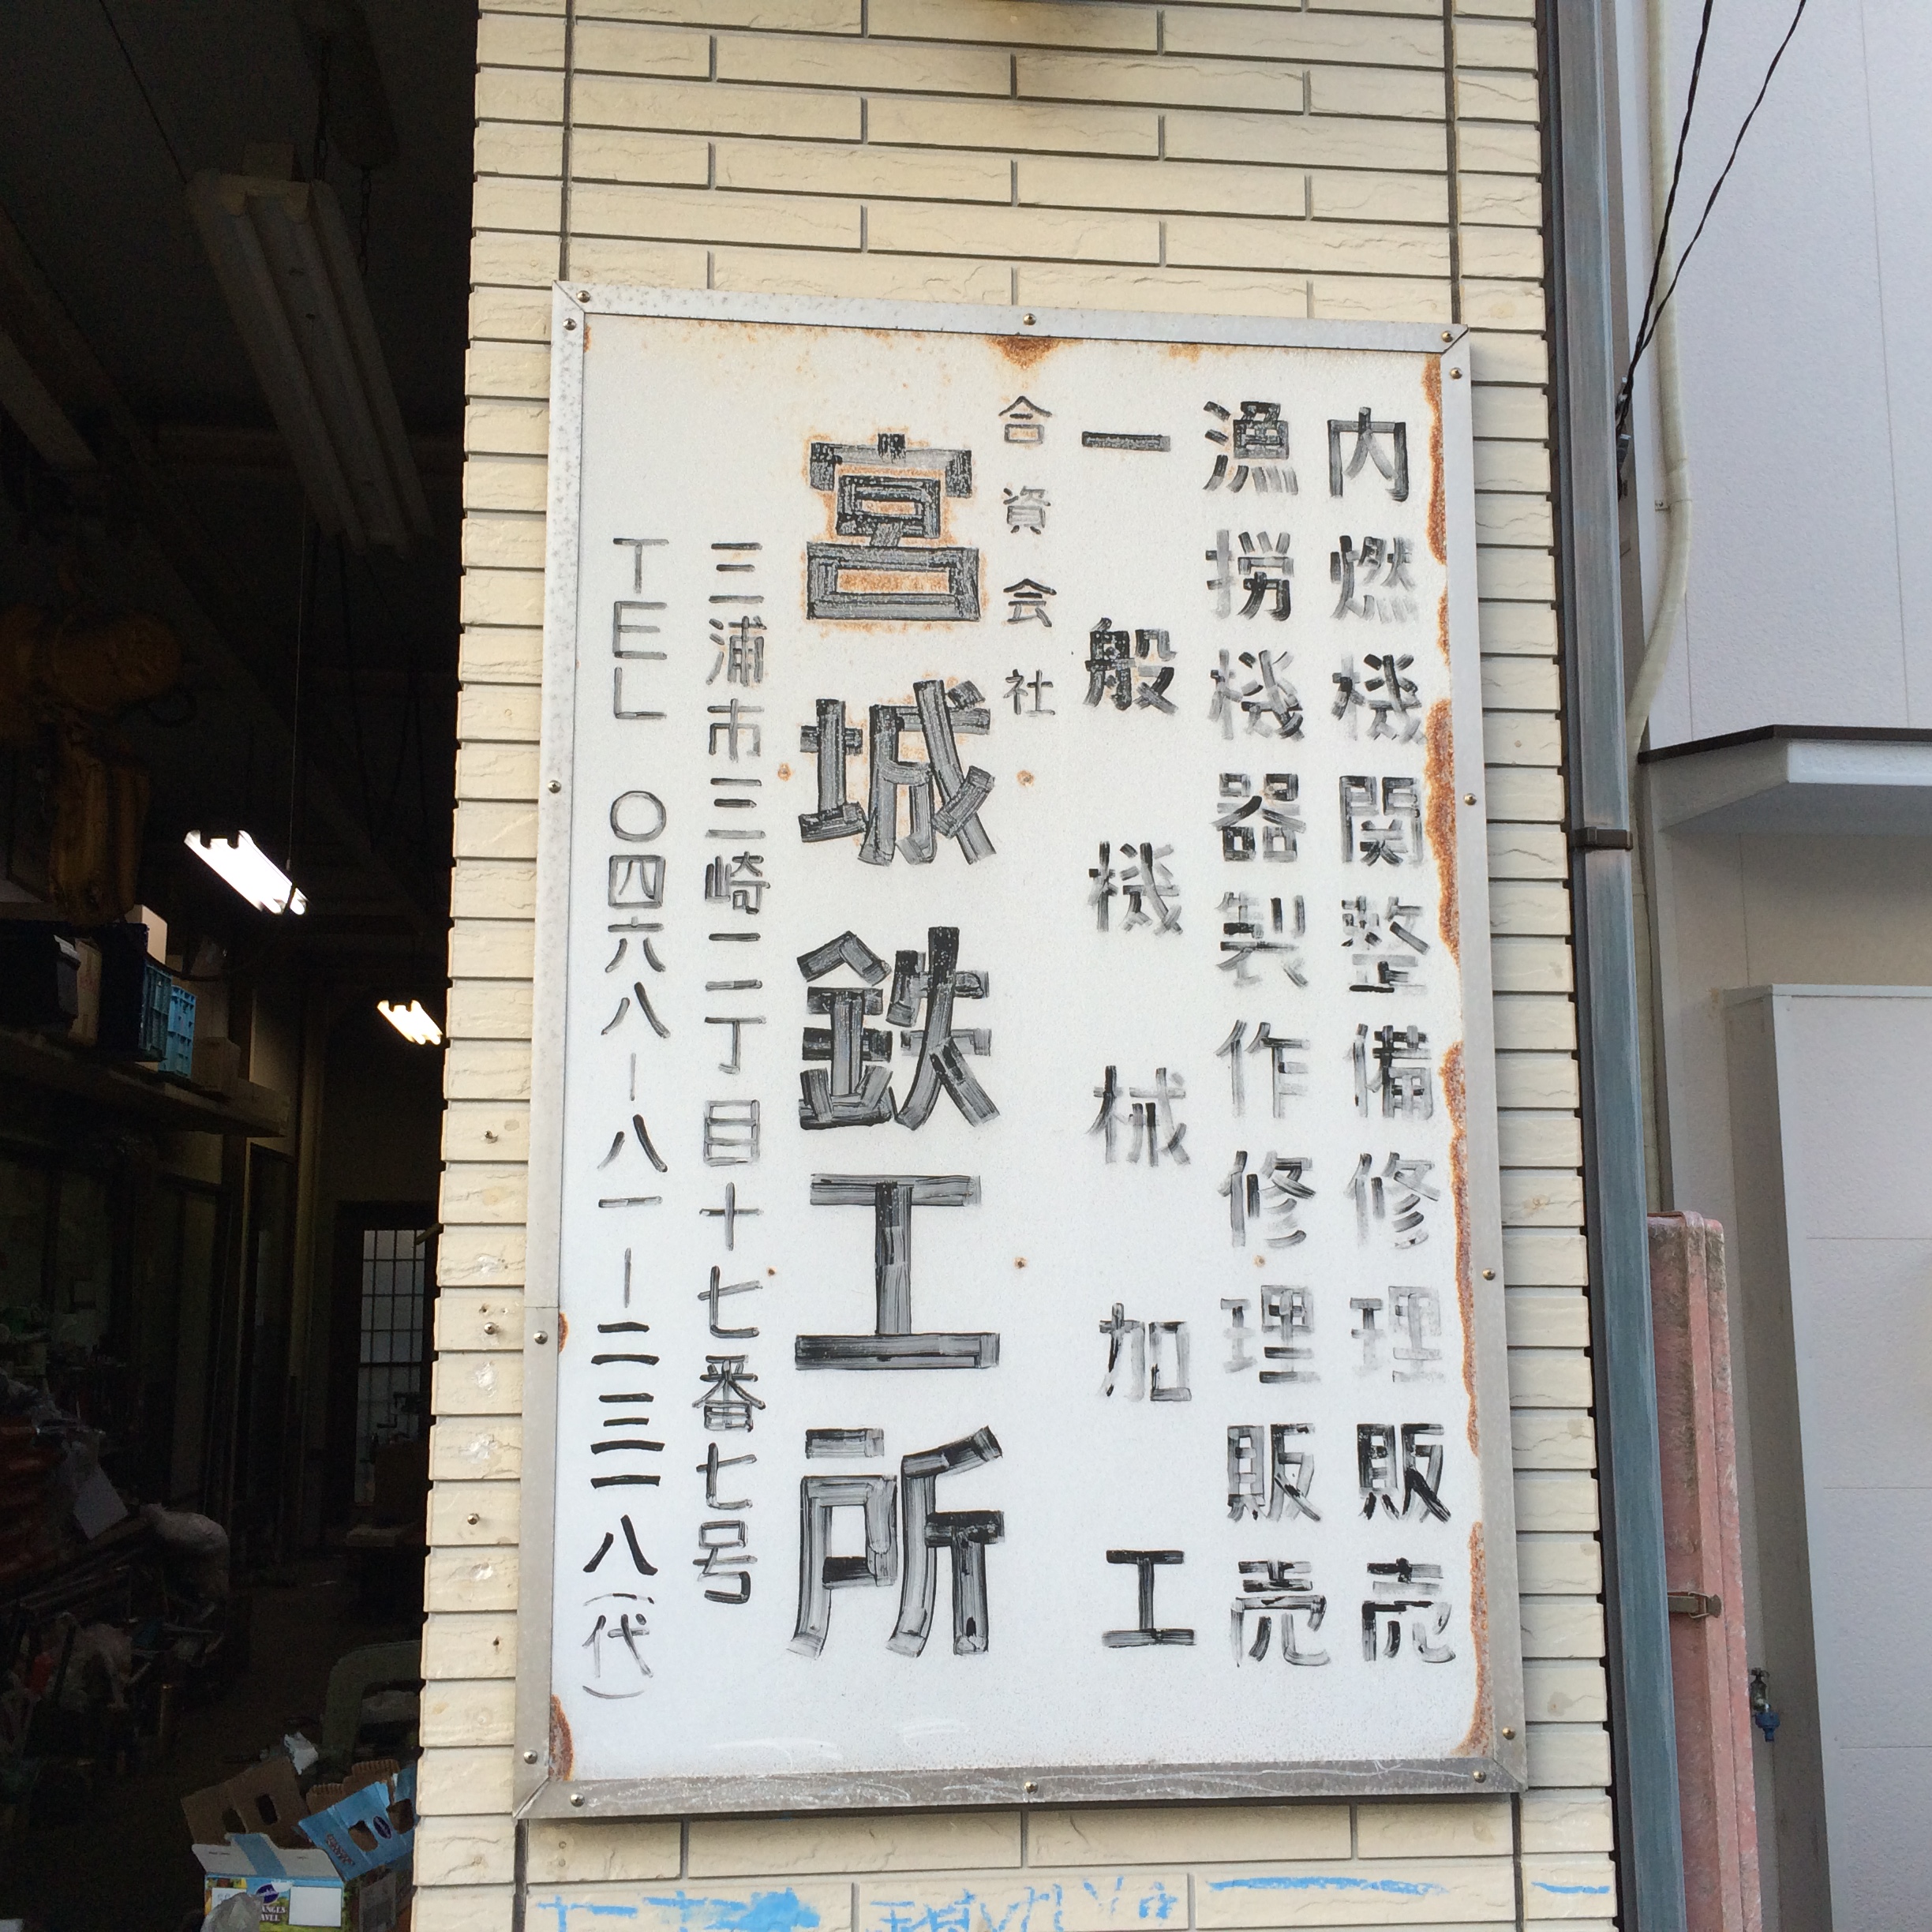 内燃機関整備修理販売
漁撈機器製作修理販売
一般機械加工
合資会社
宮城鉄工所
三浦市三崎一二丁目十七番七号
TEL 〇四六八―八一―二三一八(代)